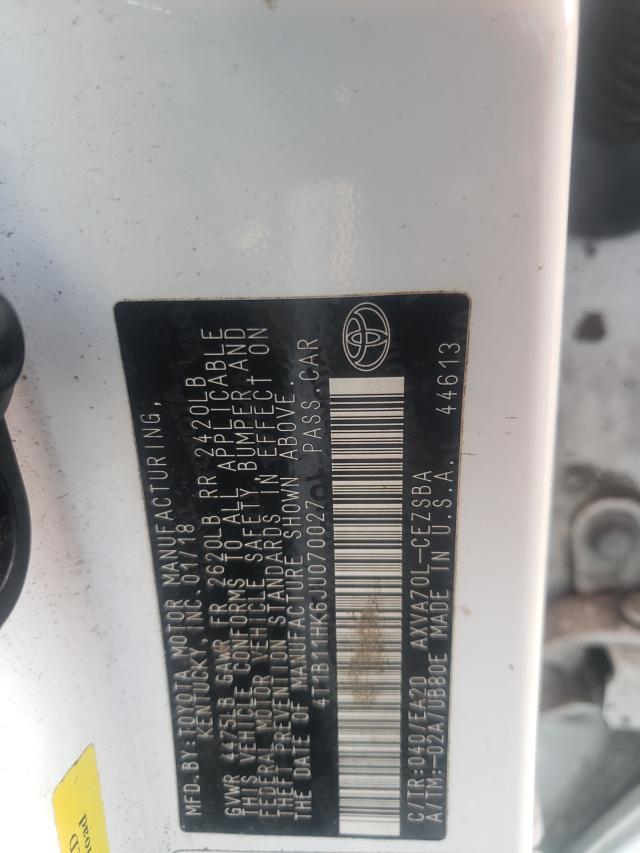 MFD.BY:TOYOTA MOTOR MANUFACTURING,
KENTUCKY, INC. 01/18
GVWR 4475LB GAWR FR 2620LB RR 2420LB
THIS VEHICLE CONFORMS TO ALL APPLICABLE
FEDERAL MOTOR VEHICLE SAFETY, BUMPER, AND
THEFT PREVENTION STANDARDS IN EFFECT ON
THE DATE OF MANUFACTURE SHOWN ABOVE.
4T1B11HK6JU070027 PASS.CAR
C/TR:040/EA20 AXVA70L-CEZSBA
A/TM:-02A/UB80E MADE IN U.S.A. 44613
oad